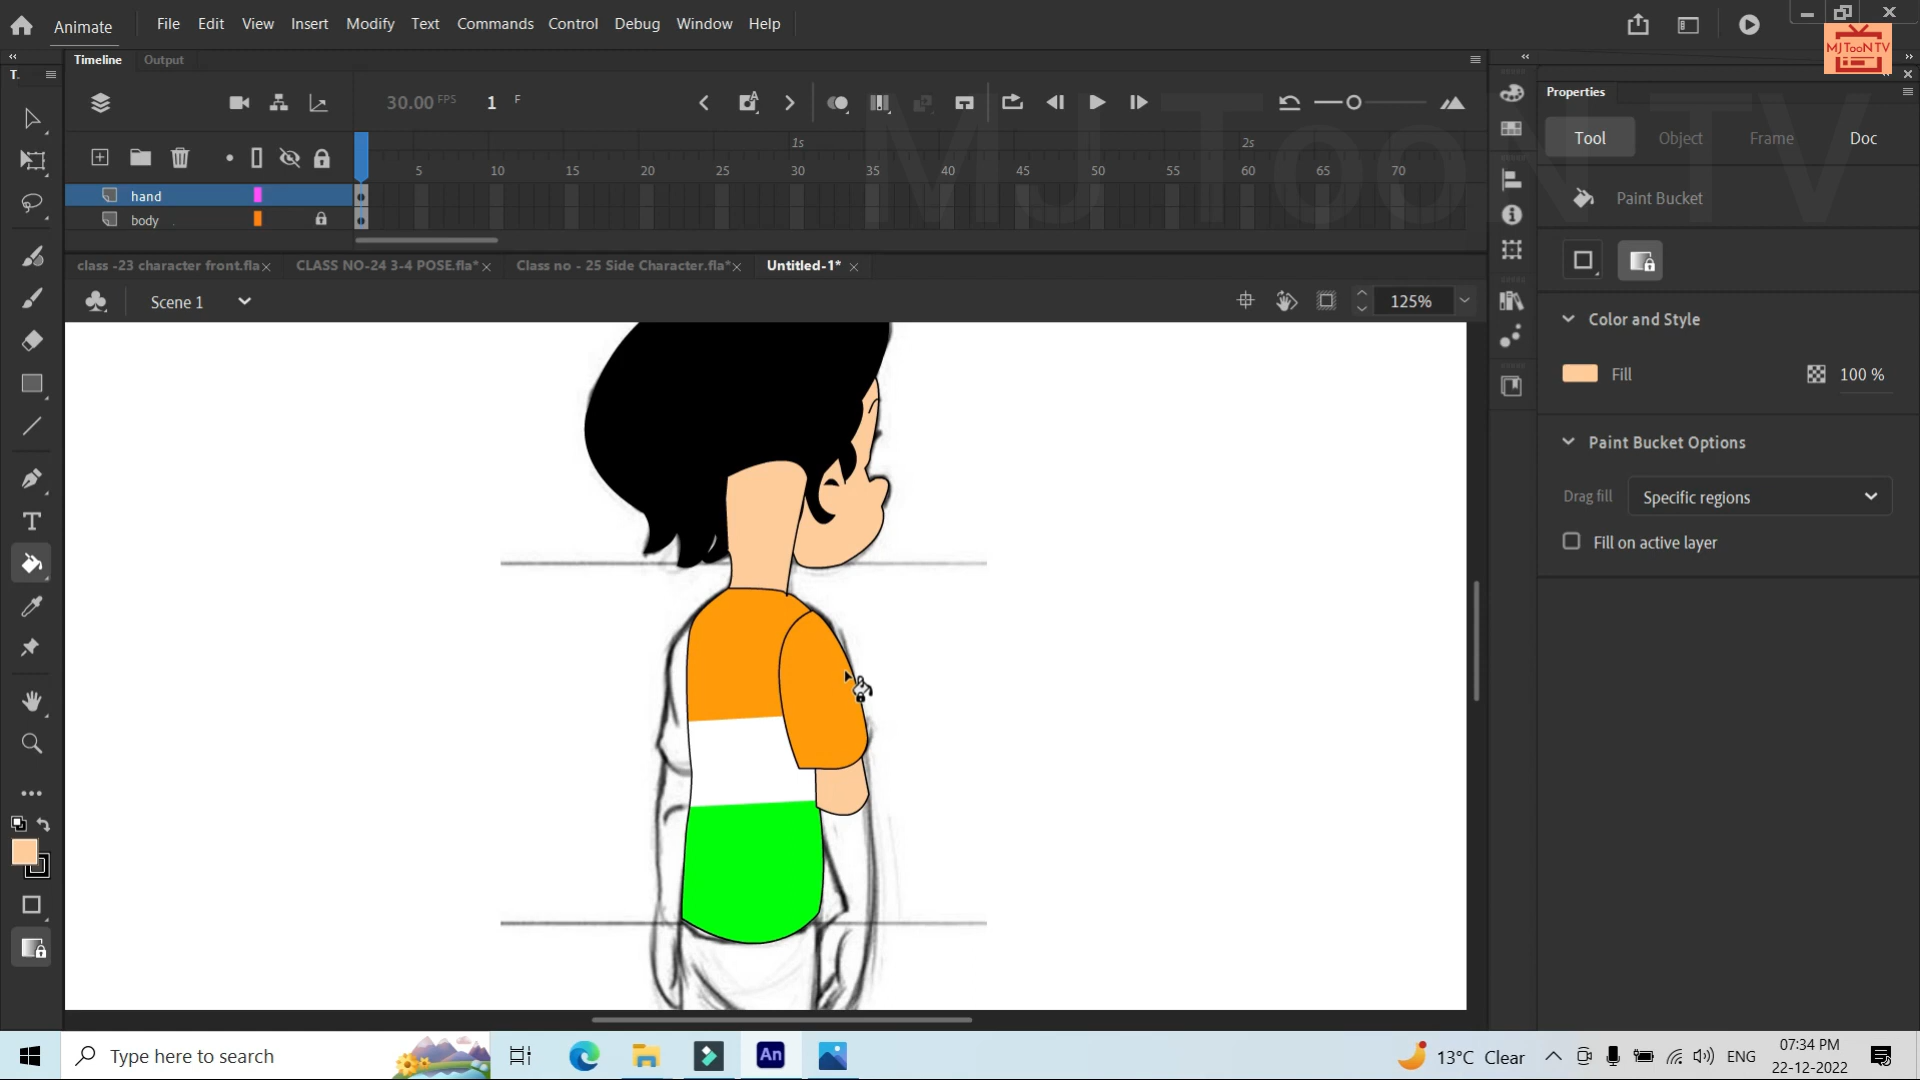 Animate File Edit View Insert Modify Text Commands Control Debug Window Help
MJTooN TV
Timeline Output
T.
Properties
30.00 FPS 1 F
Tool Object Frame Doc
1s 2s
5 10 15 20 25 30 35 40 45 50 55 60 65 70
hand
body
MJ TooN TV
Paint Bucket
class -23 character front.fla CLASS NO-24 3-4 POSE.fla* Class no - 25 Side Character.fla* Untitled-1*
Scene 1 125%
Color and Style
Fill 100 %
Paint Bucket Options
Drag fill Specific regions
Fill on active layer
T
An
Type here to search
13°C Clear ENG
07:34 PM
22-12-2022